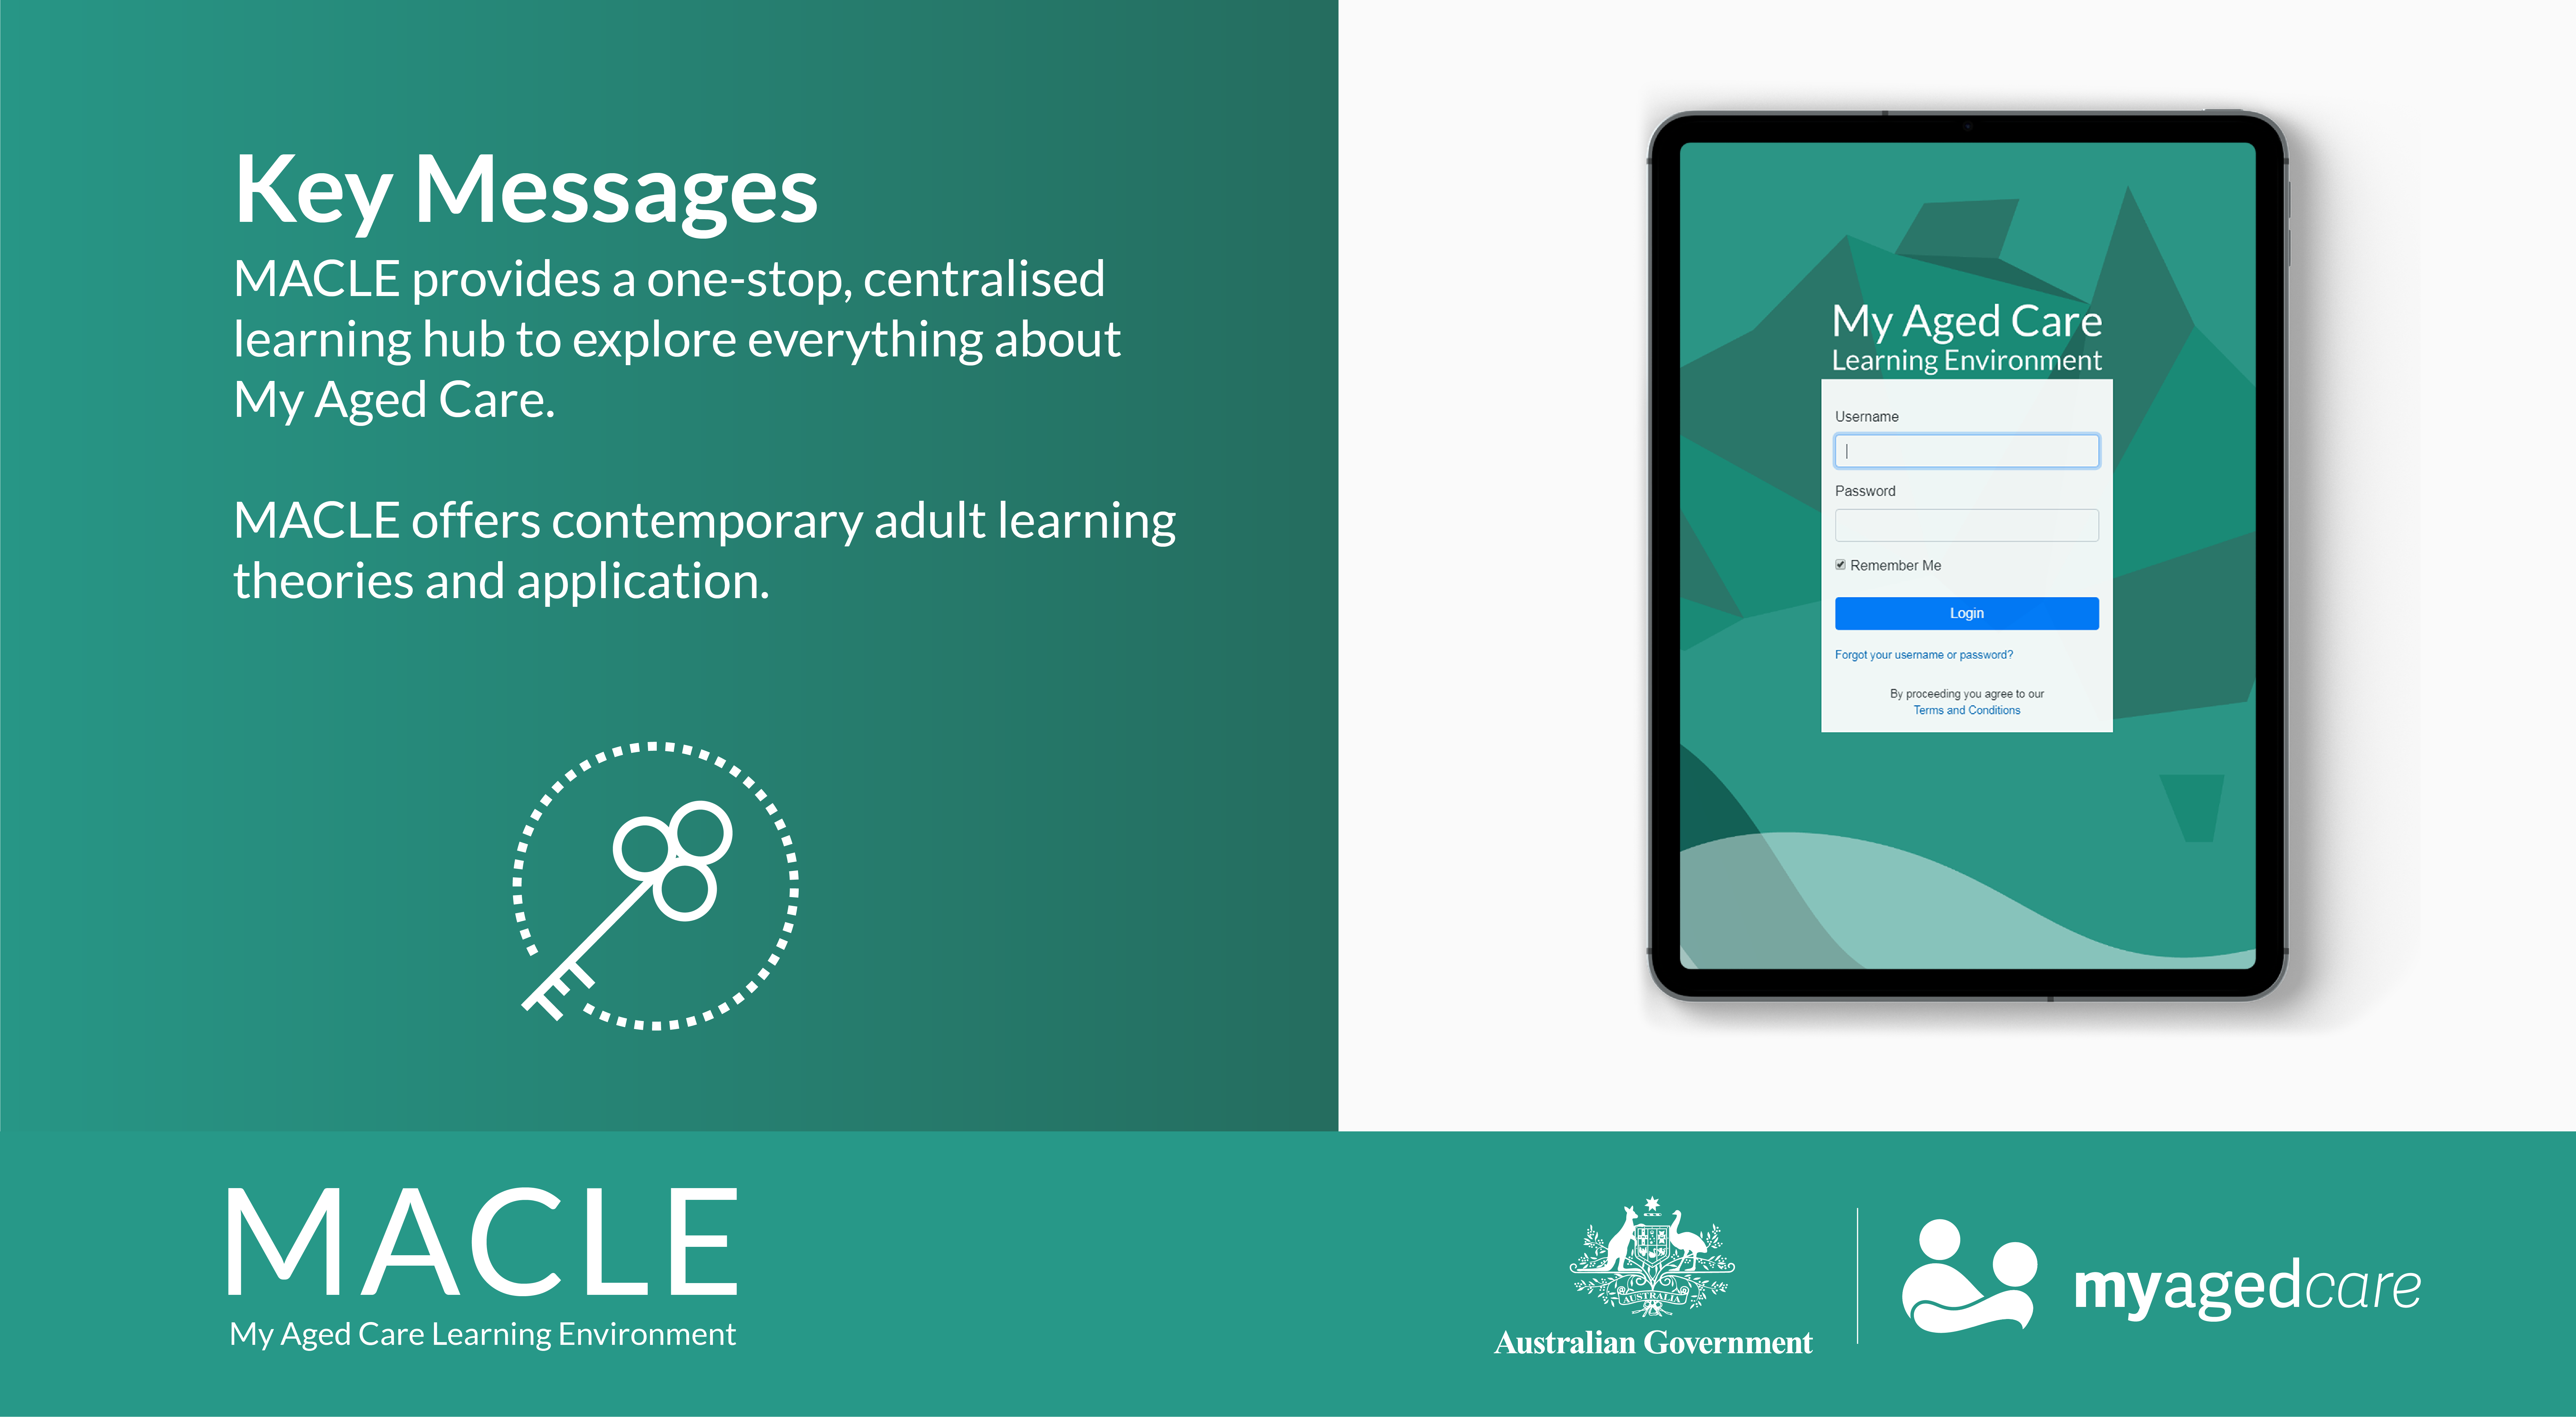 Key Messages
MACLE provides a one-stop, centralised
learning hub to explore everything about
My Aged Care.
MACLE offers contemporary adult learning
theories and application.
My Aged Care
Learning Environment
Username
Password
Remember Me
Login
Forgot your username or password?
By proceeding you agree to our
Terms and Conditions
MACLE
My Aged Care Learning Environment
AUSTRALIA
Australian Government
myagedcare